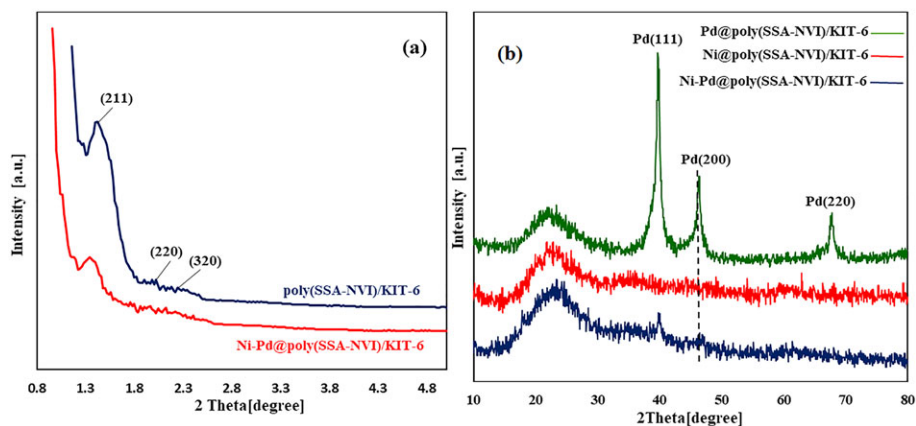 (a)
(211)
(220)
(320)
poly(SSA-NVI)/KIT-6
Ni-Pd@poly(SSA-NVI)/KIT-6
Intensity [a.u.]
0.8 1.3 1.8 2.3 2.8 3.3 3.8 4.3 4.8
2 Theta[degree]
(b)
Pd@poly(SSA-NVI)/KIT-6
Ni@poly(SSA-NVI)/KIT-6
Ni-Pd@poly(SSA-NVI)/KIT-6
Pd(111)
Pd(200)
Pd(220)
Intensity [a.u.]
10 20 30 40 50 60 70 80
2Theta[degree]